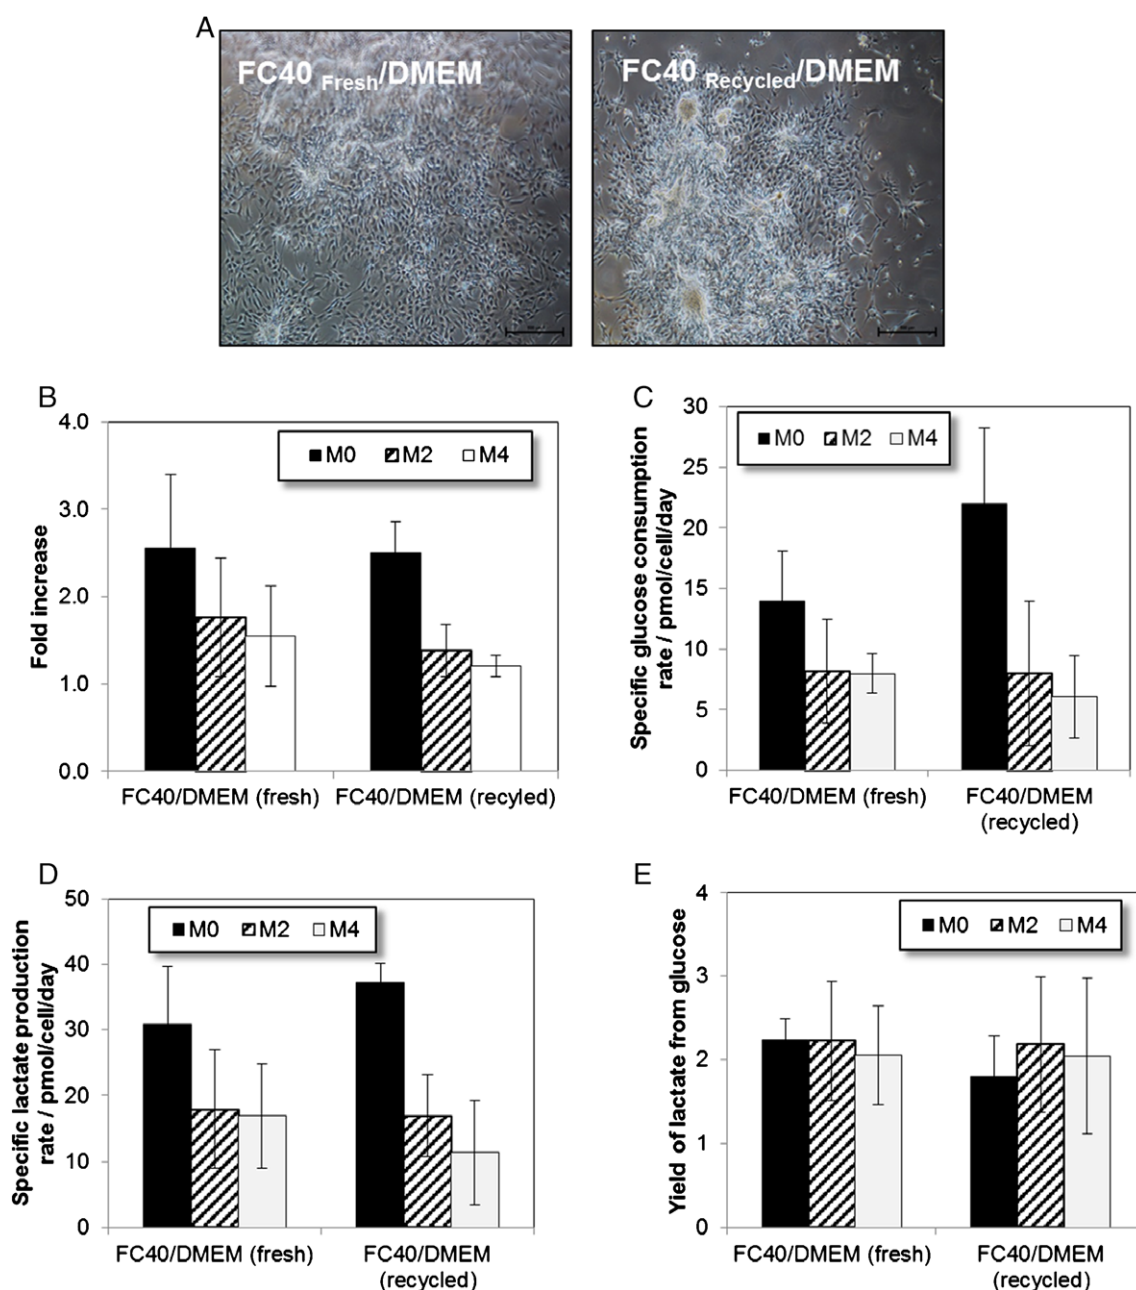 A
FC40 Fresh/DMEM
FC40 Recycled/DMEM
B
Fold increase
4.0
3.0
2.0
1.0
0.0
M0 M2 M4
FC40/DMEM (fresh) FC40/DMEM (recyled)
C
Specific glucose consumption
rate / pmol/cell/day
30
25
20
15
10
5
0
M0 M2 M4
FC40/DMEM (fresh) FC40/DMEM
(recycled)
D
Specific lactate production
rate / pmol/cell/day
50
40
30
20
10
0
M0 M2 M4
FC40/DMEM (fresh) FC40/DMEM
(recycled)
E
Yield of lactate from glucose
4
3
2
1
0
M0 M2 M4
FC40/DMEM (fresh) FC40/DMEM
(recycled)